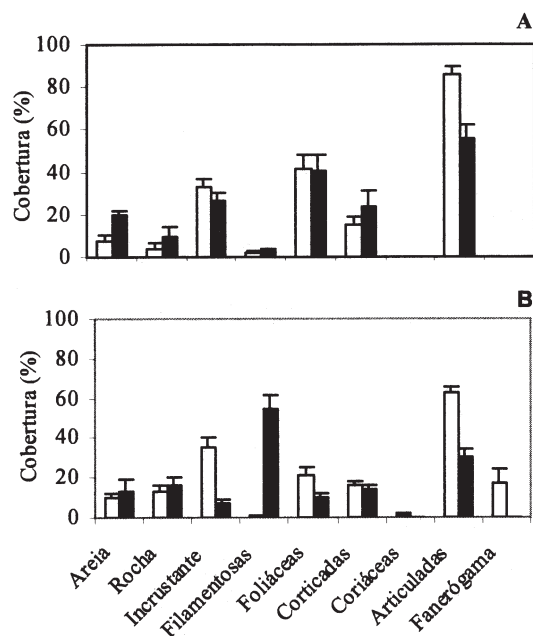 A
100
80
60
40
20
0
Cobertura (%)
B
100
80
60
40
20
0
Cobertura (%)
Areia
Rocha
Incrustante
Filamentosas
Foliáceas
Corticadas
Coriáceas
Articuladas
Fanerógama